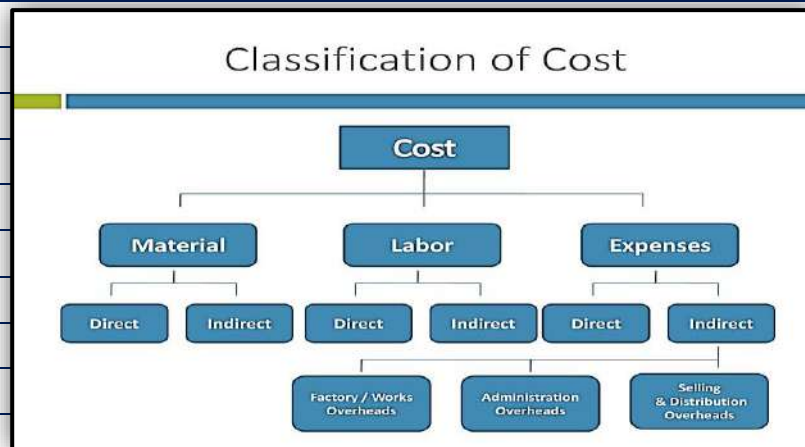 Classification of Cost
Cost
Material
Labor
Expenses
Direct
Indirect
Direct
Indirect
Direct
Indirect
Factory / Works
Overheads
Administration
Overheads
Selling
& Distribution
Overheads